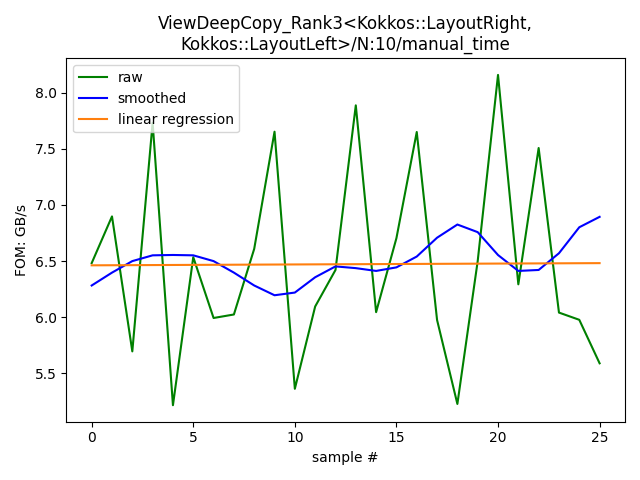 ViewDeepCopy_Rank3<Kokkos::LayoutRight,
Kokkos::LayoutLeft>/N:10/manual_time
raw
smoothed
linear regression
FOM: GB/s
8.0
7.5
7.0
6.5
6.0
5.5
0 5 10 15 20 25
sample #